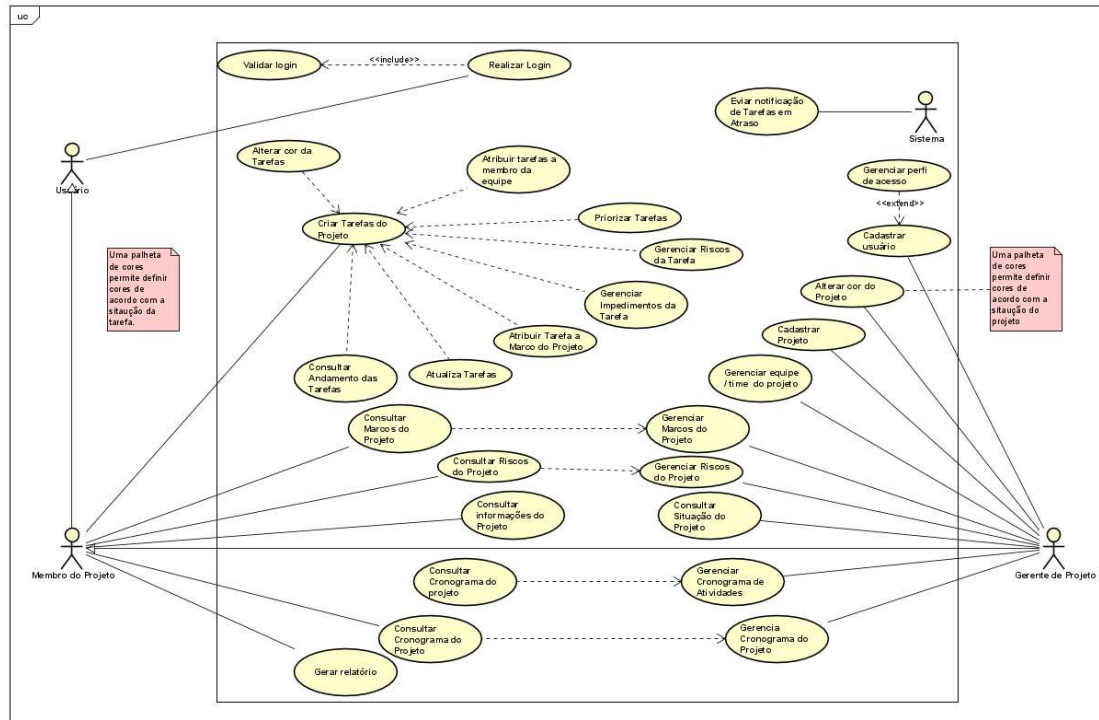 uc
Validar login
<<include>>
Realizar Login
Eviar notificação
de Tarefas em
Atraso
Sistema
Usuário
Alterar cor da
Tarefas
Atribuir tarefas a
membro da
equipe
Gerenciar perfi
de acesso
<<extend>>
Criar Tarefas do
Projeto
Priorizar Tarefas
Cadastrar
usuário
Gerenciar Riscos
da Tarefa
Uma palheta
de cores
permite definir
cores de
acordo com a
sitaução da
tarefa.
Uma palheta
de cores
permite definir
cores de
acordo com a
sitaução do
projeto
Alterar cor do
Projeto
Gerenciar
Impedimentos da
Tarefa
Cadastrar
Projeto
Atribuir Tarefa a
Marco do Projeto
Consultar
Andamento das
Tarefas
Atualiza Tarefas
Gerenciar equipe
/ time do projeto
Consultar
Marcos do
Projeto
Gerenciar
Marcos do
Projeto
Consultar Riscos
do Projeto
Gerenciar Riscos
do Projeto
Consultar
informações do
Projeto
Consultar
Situação do
Projeto
Membro do Projeto
Gerente de Projeto
Consultar
Cronograma do
projeto
Gerenciar
Cronograma de
Atividades
Consultar
Cronograma do
Projeto
Gerencia
Cronograma do
Projeto
Gerar relatório